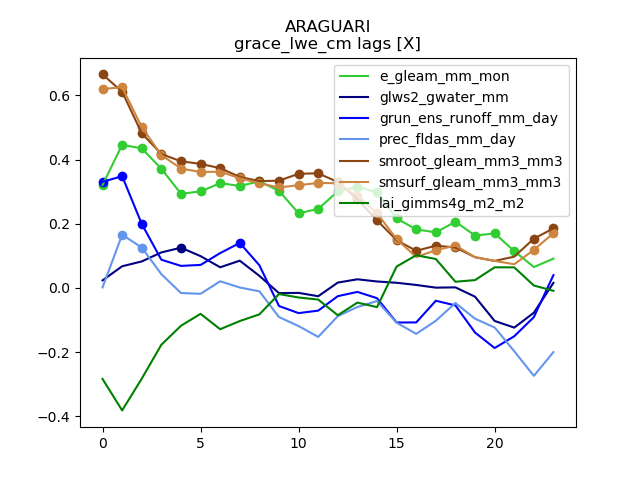 ARAGUARI
grace_lwe_cm lags [X]
e_gleam_mm_mon
glws2_gwater_mm
grun_ens_runoff_mm_day
prec_fldas_mm_day
smroot_gleam_mm3_mm3
smsurf_gleam_mm3_mm3
lai_gimms4g_m2_m2
0.6
0.4
0.2
0.0
−0.2
−0.4
0 5 10 15 20